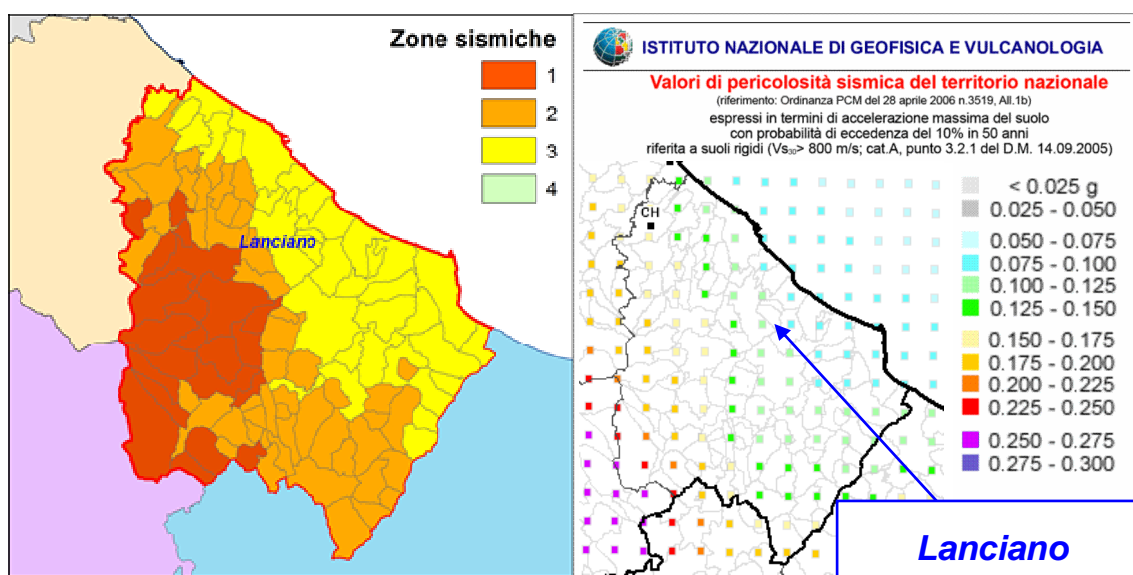 Zone sismiche
1
2
3
4
Lanciano
ISTITUTO NAZIONALE DI GEOFISICA E VULCANOLOGIA
Valori di pericolosità sismica del territorio nazionale
(riferimento: Ordinanza PCM del 28 aprile 2006 n.3519, All.1b)
espressi in termini di accelerazione massima del suolo
con probabilità di eccedenza del 10% in 50 anni
riferita a suoli rigidi (Vs30> 800 m/s; cat.A, punto 3.2.1 del D.M. 14.09.2005)
CH
< 0.025 g
0.025 - 0.050
0.050 - 0.075
0.075 - 0.100
0.100 - 0.125
0.125 - 0.150
0.150 - 0.175
0.175 - 0.200
0.200 - 0.225
0.225 - 0.250
0.250 - 0.275
0.275 - 0.300
Lanciano